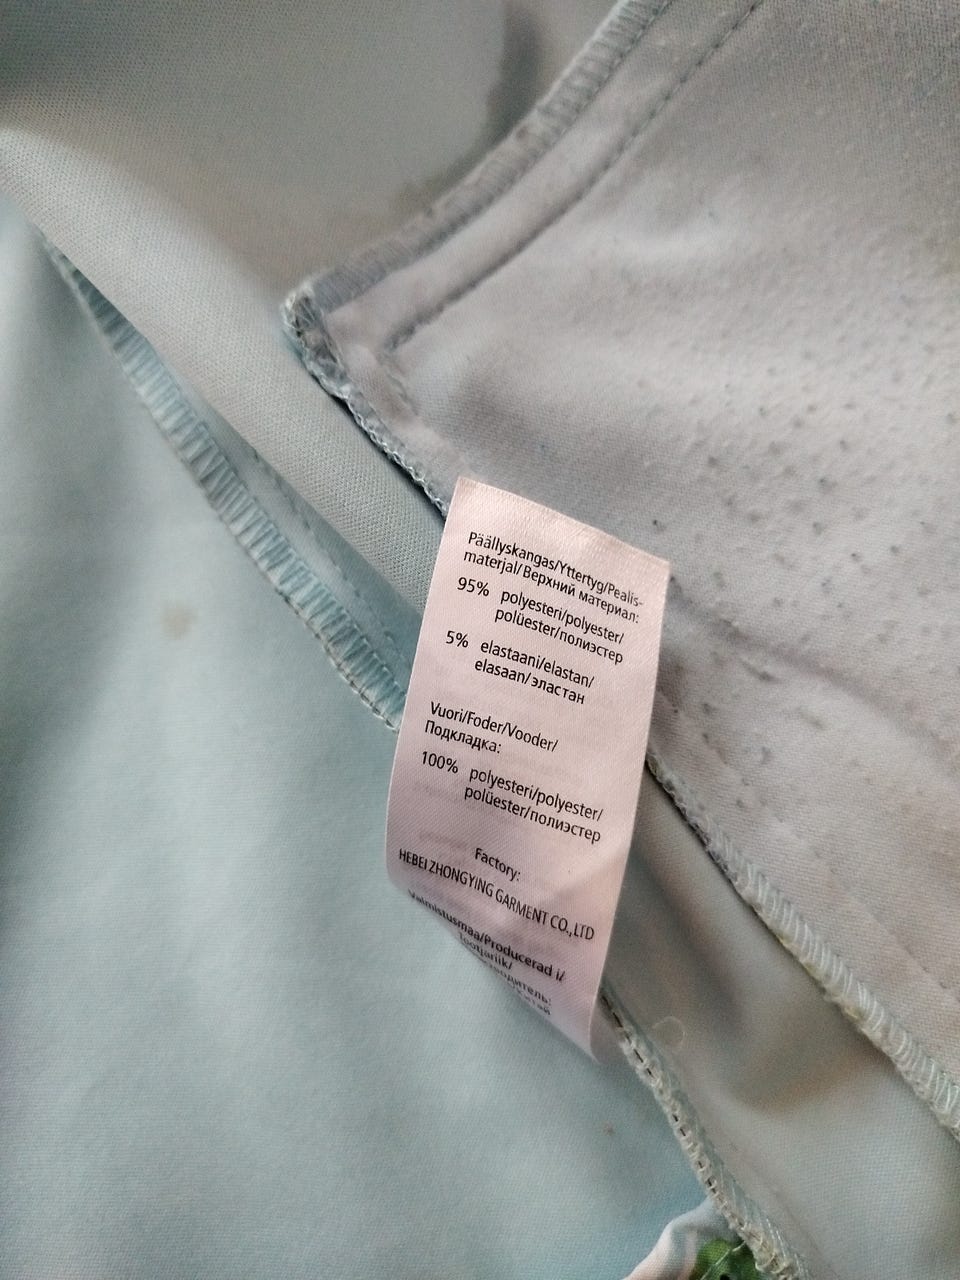 Päällyskangas/Yttertyg/Pealis-
materjal/Верхний материал:
95% polyesteri/polyester/
polüester/полиэстер
5% elastaani/elastan/
elasaan/эластан
Vuori/Foder/Vooder/
Подкладка:
100% polyesteri/polyester/
polüester/полиэстер
Factory:
HEBEI ZHONGYING GARMENT CO.,LTD
Valmistusmaa/Producerad i/
Tootjariik/